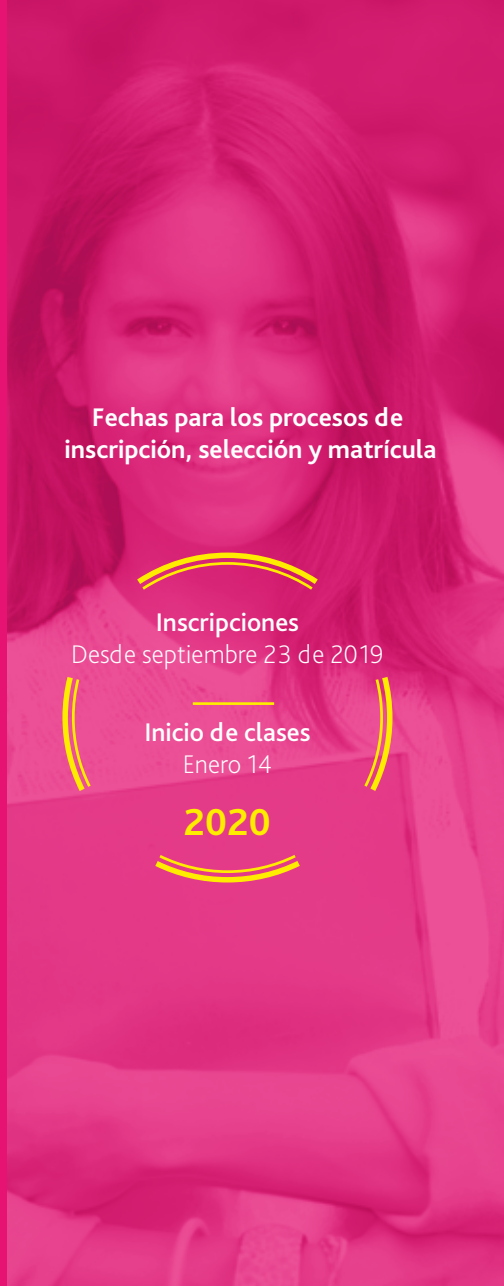 Fechas para los procesos de
inscripción, selección y matrícula
Inscripciones
Desde septiembre 23 de 2019
Inicio de clases
Enero 14
2020